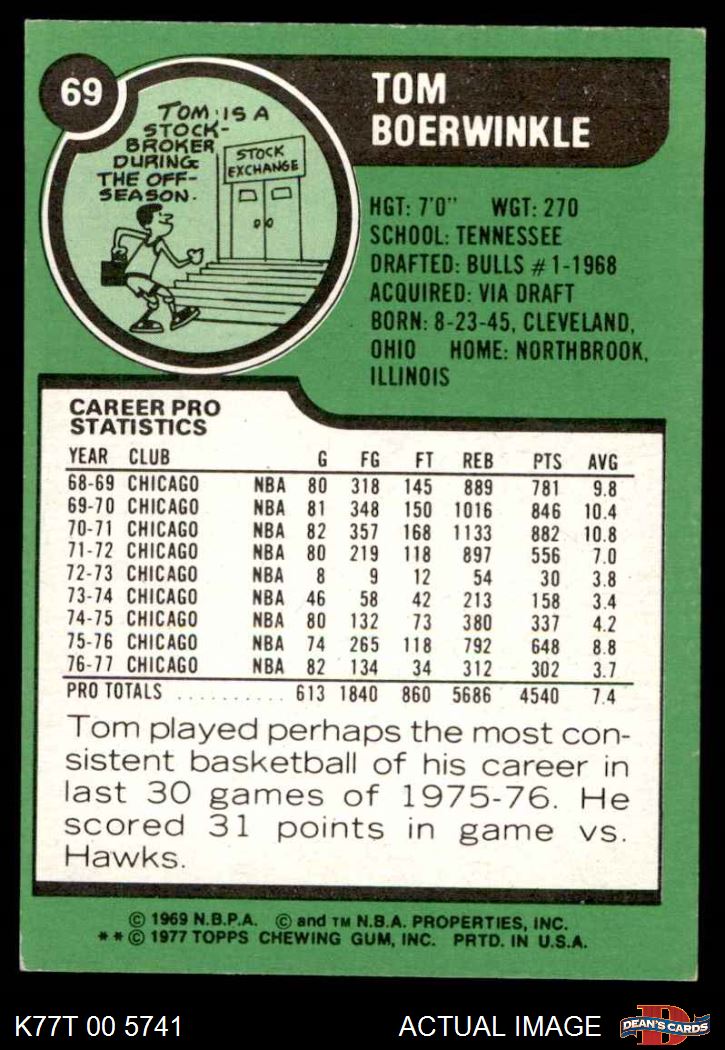 69
TOM IS A
STOCK-
BROKER
DURING
THE OFF-
SEASON.
STOCK
EXCHANGE
TOM
BOERWINKLE
HGT: 7'0" WGT: 270
SCHOOL: TENNESSEE
DRAFTED: BULLS #1-1968
ACQUIRED: VIA DRAFT
BORN: 8-23-45, CLEVELAND,
OHIO HOME: NORTHBROOK,
ILLINOIS
CAREER PRO
STATISTICS
YEAR CLUB G FG FT REB PTS AVG
68-69 CHICAGO NBA 80 318 145 889 781 9.8
69-70 CHICAGO NBA 81 348 150 1016 846 10.4
70-71 CHICAGO NBA 82 357 168 1133 882 10.8
71-72 CHICAGO NBA 80 219 118 897 556 7.0
72-73 CHICAGO NBA 8 9 12 54 30 3.8
73-74 CHICAGO NBA 46 58 42 213 158 3.4
74-75 CHICAGO NBA 80 132 73 380 337 4.2
75-76 CHICAGO NBA 74 265 118 792 648 8.8
76-77 CHICAGO NBA 82 134 34 312 302 3.7
PRO TOTALS .......... 613 1840 860 5686 4540 7.4
Tom played perhaps the most con-
sistent basketball of his career in
last 30 games of 1975-76. He
scored 31 points in game vs.
Hawks.
© 1969 N.B.P.A. © and TM N.B.A. PROPERTIES, INC.
**© 1977 TOPPS CHEWING GUM, INC. PRTD. IN U.S.A.
K77T 00 5741 ACTUAL IMAGE
D
DEAN'S CARDS